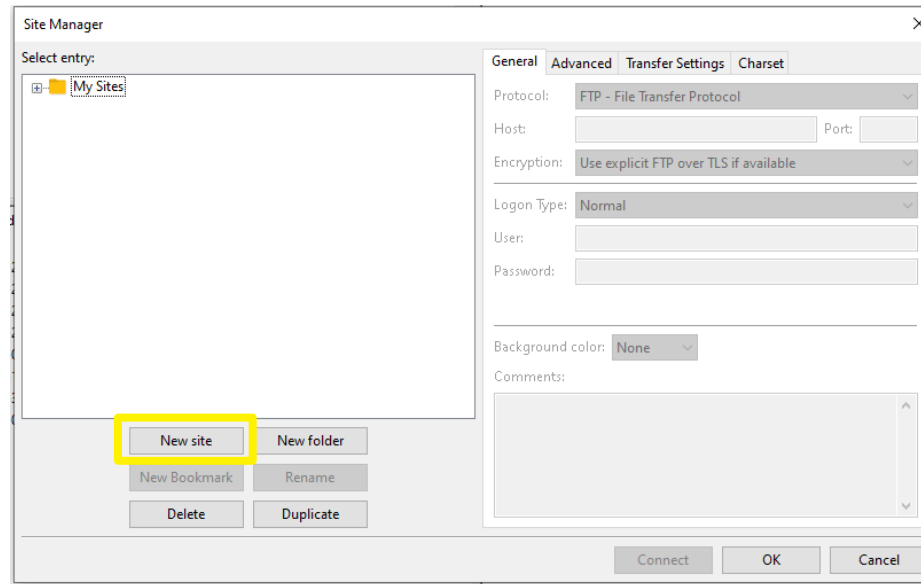 Site Manager
Select entry:
My Sites
General Advanced Transfer Settings Charset
Protocol: FTP - File Transfer Protocol
Host: Port:
Encryption: Use explicit FTP over TLS if available
Logon Type: Normal
User:
Password:
Background color: None
Comments:
New site New folder
New Bookmark Rename
Delete Duplicate
Connect OK Cancel